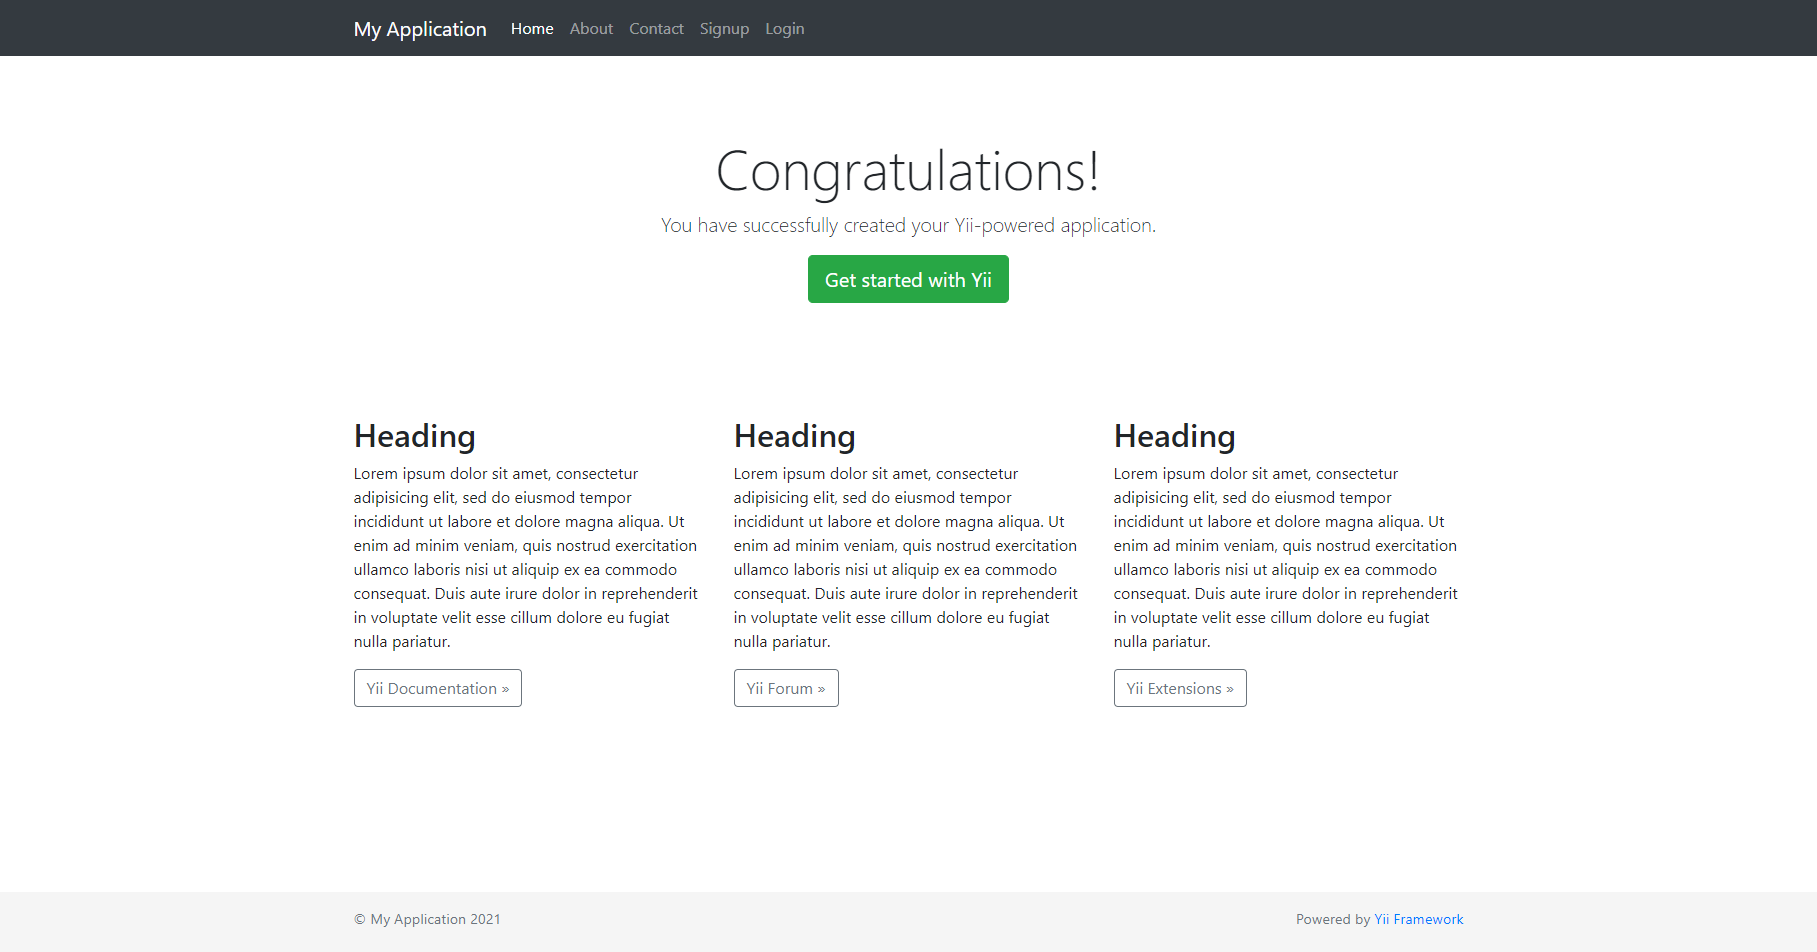 My Application Home About Contact Signup Login
Congratulations!
You have successfully created your Yii-powered application.
Get started with Yii
Heading
Lorem ipsum dolor sit amet, consectetur
adipisicing elit, sed do eiusmod tempor
incididunt ut labore et dolore magna aliqua. Ut
enim ad minim veniam, quis nostrud exercitation
ullamco laboris nisi ut aliquip ex ea commodo
consequat. Duis aute irure dolor in reprehenderit
in voluptate velit esse cillum dolore eu fugiat
nulla pariatur.
Yii Documentation »
Heading
Lorem ipsum dolor sit amet, consectetur
adipisicing elit, sed do eiusmod tempor
incididunt ut labore et dolore magna aliqua. Ut
enim ad minim veniam, quis nostrud exercitation
ullamco laboris nisi ut aliquip ex ea commodo
consequat. Duis aute irure dolor in reprehenderit
in voluptate velit esse cillum dolore eu fugiat
nulla pariatur.
Yii Forum »
Heading
Lorem ipsum dolor sit amet, consectetur
adipisicing elit, sed do eiusmod tempor
incididunt ut labore et dolore magna aliqua. Ut
enim ad minim veniam, quis nostrud exercitation
ullamco laboris nisi ut aliquip ex ea commodo
consequat. Duis aute irure dolor in reprehenderit
in voluptate velit esse cillum dolore eu fugiat
nulla pariatur.
Yii Extensions »
© My Application 2021
Powered by Yii Framework